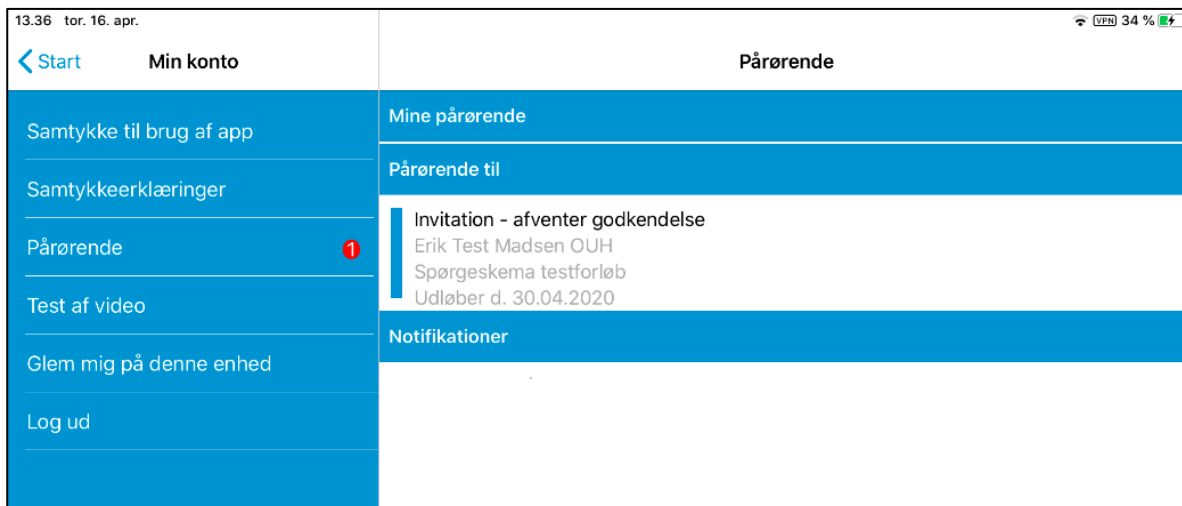 13.36 tor. 16. apr.
VPN 34 %
Start
Min konto
Pårørende
Samtykke til brug af app
Samtykkeerklæringer
Pårørende
1
Test af video
Glem mig på denne enhed
Log ud
Mine pårørende
Pårørende til
Invitation - afventer godkendelse
Erik Test Madsen OUH
Spørgeskema testforløb
Udløber d. 30.04.2020
Notifikationer